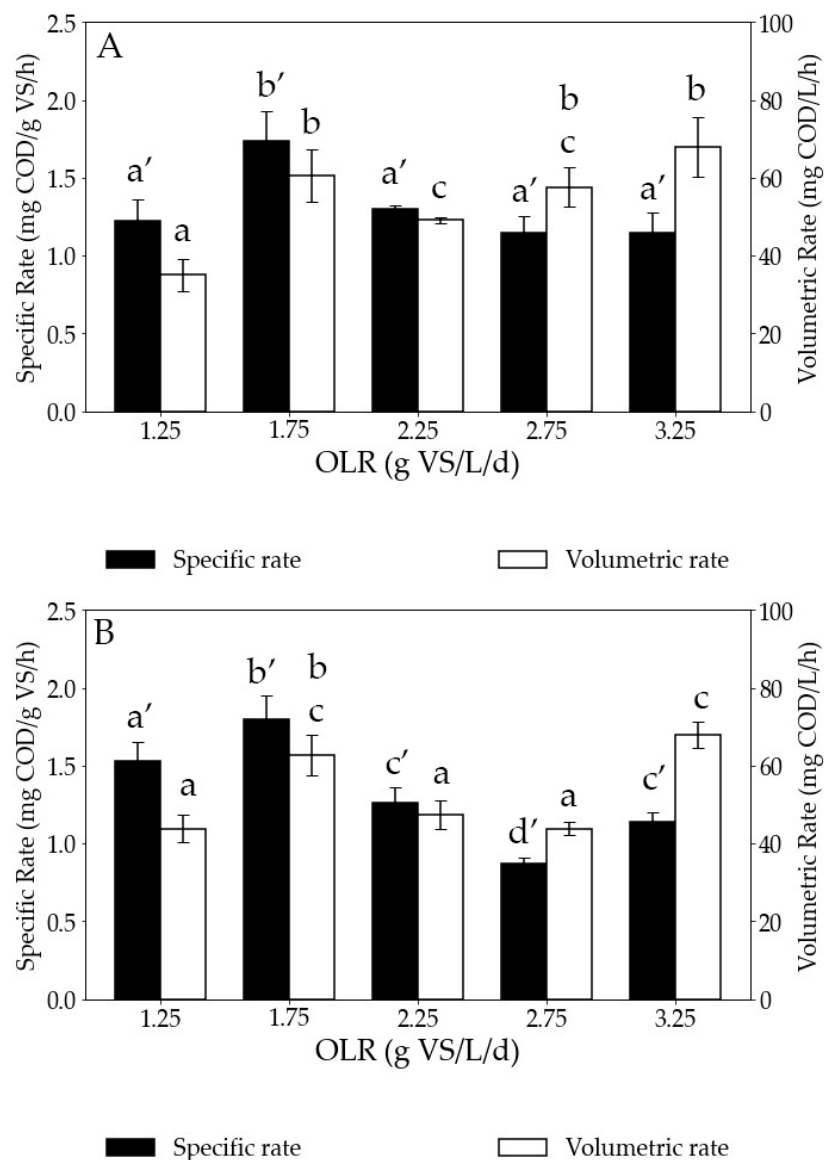 A
2.5
2.0
1.5
1.0
0.5
0.0
Specific Rate (mg COD/g VS/h)
100
80
60
40
20
0
Volumetric Rate (mg COD/L/h)
a′
a
b′
b
a′
c
a′
b
c
a′
b
1.25 1.75 2.25 2.75 3.25
OLR (g VS/L/d)
Specific rate Volumetric rate
B
2.5
2.0
1.5
1.0
0.5
0.0
Specific Rate (mg COD/g VS/h)
100
80
60
40
20
0
Volumetric Rate (mg COD/L/h)
a′
a
b′
b
c
c′
a
d′
a
c′
c
1.25 1.75 2.25 2.75 3.25
OLR (g VS/L/d)
Specific rate Volumetric rate